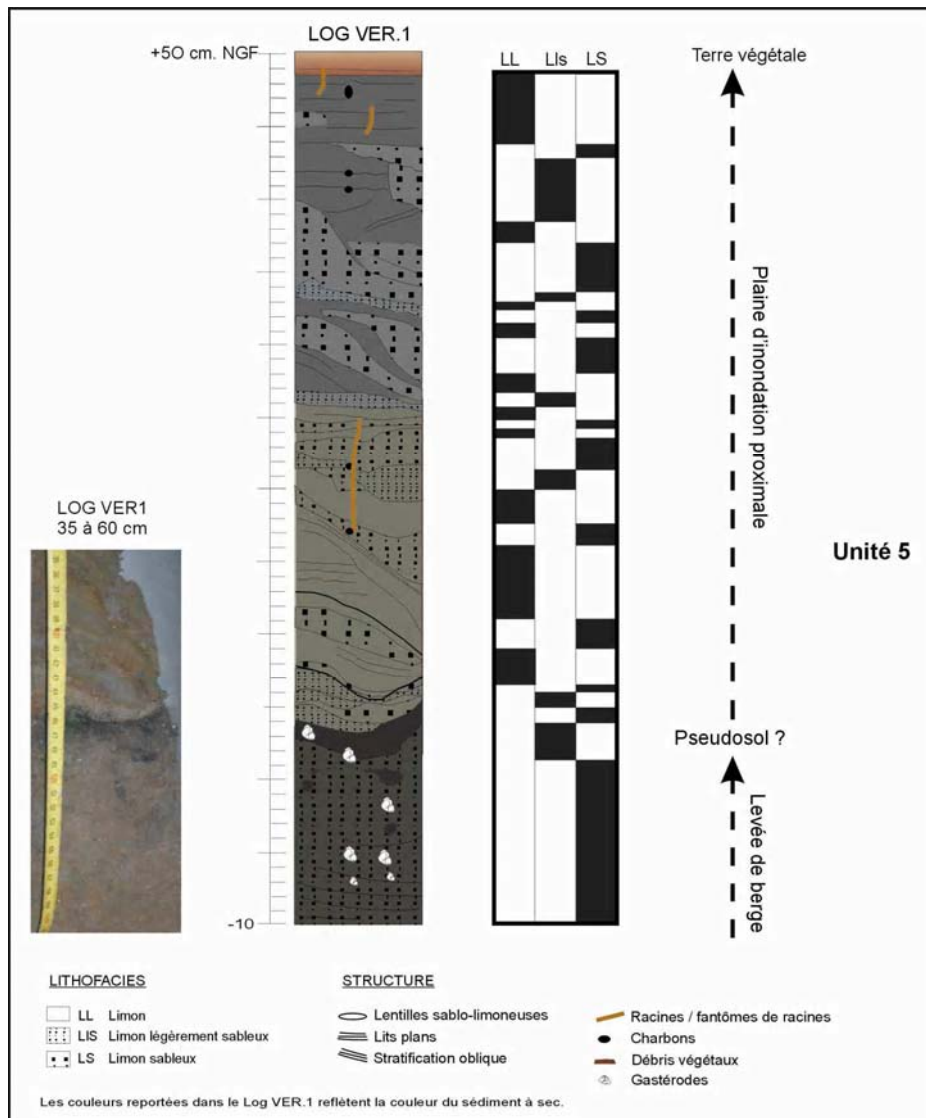 LOG VER.1
+50 cm. NGF
LL LIs LS
Terre végétale
Plaine d'inondation proximale
LOG VER1
35 à 60 cm
Unité 5
Pseudosol ?
Levée de berge
-10
LITHOFACIES
LL Limon
LIS Limon légèrement sableux
LS Limon sableux
STRUCTURE
Lentilles sablo-limoneuses
Lits plans
Stratification oblique
Racines / fantômes de racines
Charbons
Débris végétaux
Gastérodes
Les couleurs reportées dans le Log VER.1 reflètent la couleur du sédiment à sec.